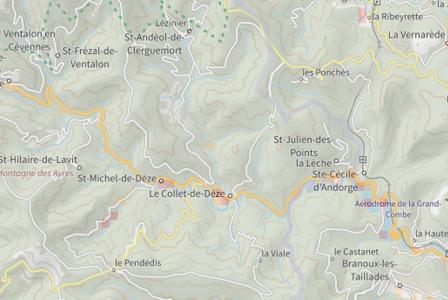 la Ribeyrette
Lézinier
Ventalon en
Cévennes
St-Andéol-de-
Clerguemort
La Vernarède
St-Frézal-de-
Ventalon
les Ponchès
St-Julien-des-
Points
St-Hilaire-de-Lavit
la Lèche
Montagne des Ayres
St-Michel-de-Dèze
Ste-Cécile
d'Andorge
Le Collet-de-Dèze
Aérodrome de la Grand-
Combe
la Haute
la Viale
le Castanet
le Pendédis
Branoux-les-
Taillades